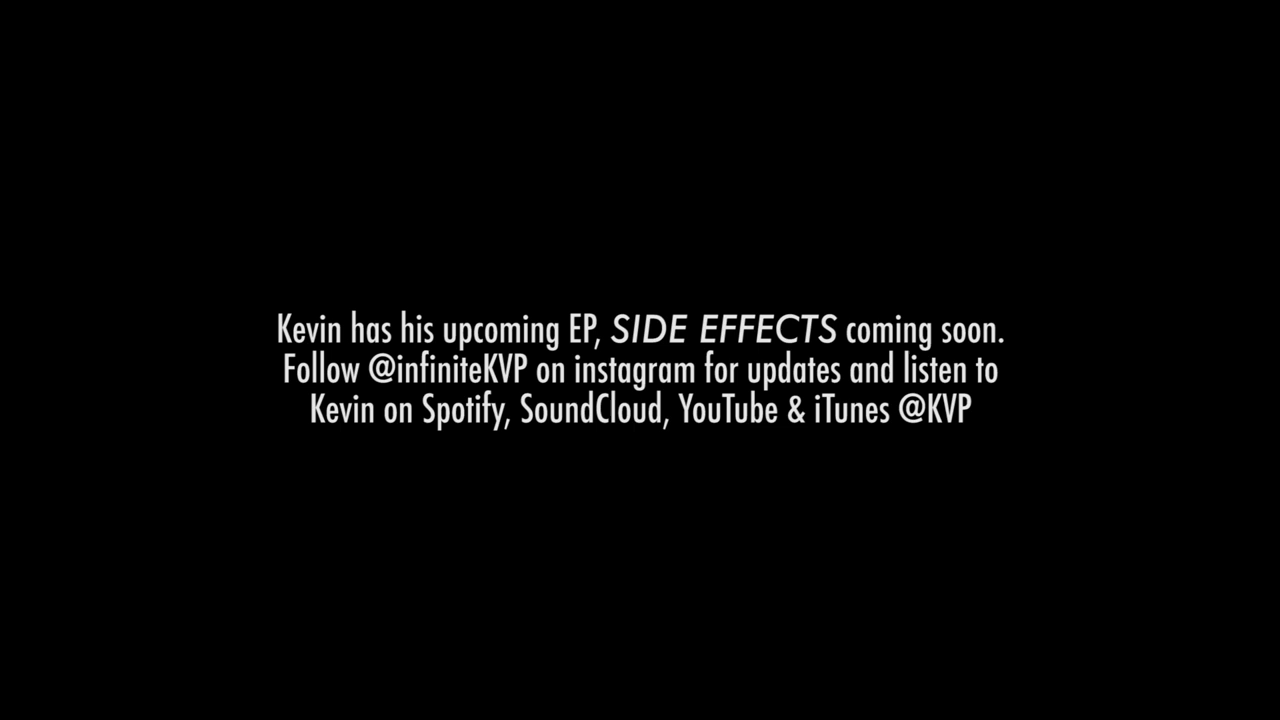 Kevin has his upcoming EP, SIDE EFFECTS coming soon.
Follow @infiniteKVP on instagram for updates and listen to
Kevin on Spotify, SoundCloud, YouTube & iTunes @KVP